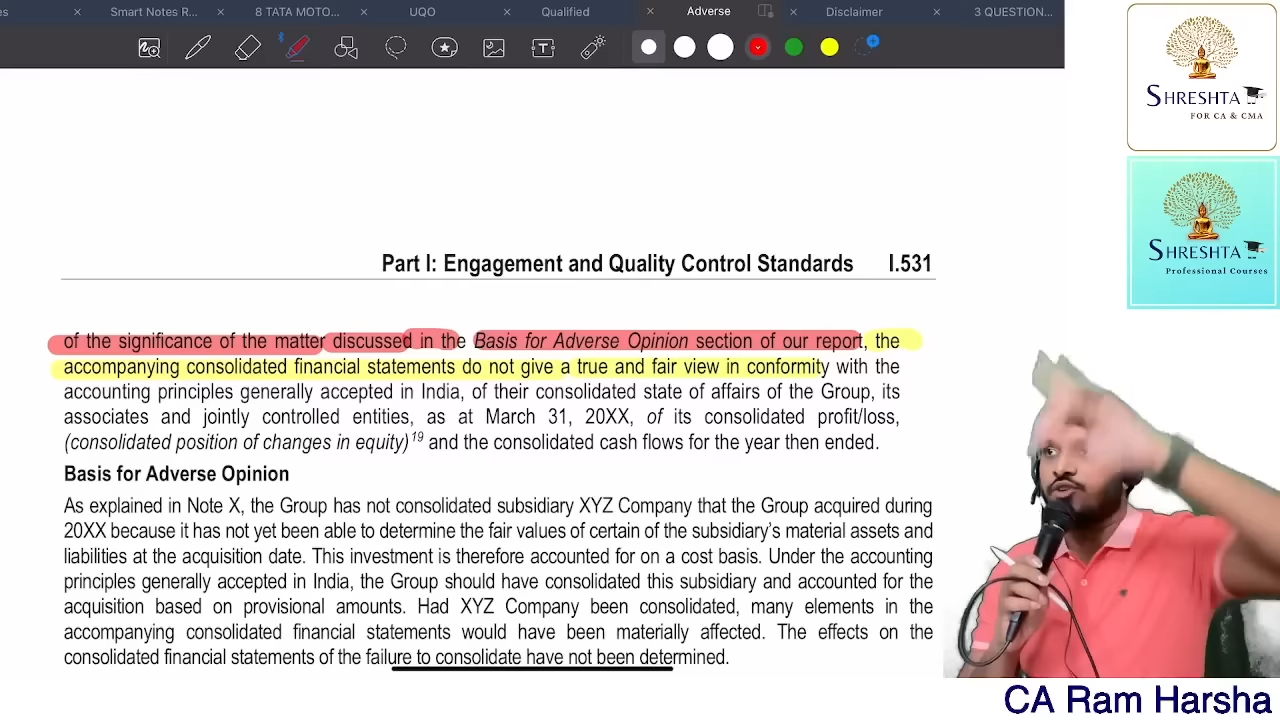 es
Smart Notes R...
8 TATA MOTO...
UQO
Qualified
Adverse
Disclaimer
3 QUESTION...
T
SHRESHTA
FOR CA & CMA
SHRESHTA
Professional Courses
Part I: Engagement and Quality Control Standards I.531
of the significance of the matter discussed in the Basis for Adverse Opinion section of our report, the
accompanying consolidated financial statements do not give a true and fair view in conformity with the
accounting principles generally accepted in India, of their consolidated state of affairs of the Group, its
associates and jointly controlled entities, as at March 31, 20XX, of its consolidated profit/loss,
(consolidated position of changes in equity)19 and the consolidated cash flows for the year then ended.
Basis for Adverse Opinion
As explained in Note X, the Group has not consolidated subsidiary XYZ Company that the Group acquired during
20XX because it has not yet been able to determine the fair values of certain of the subsidiary's material assets and
liabilities at the acquisition date. This investment is therefore accounted for on a cost basis. Under the accounting
principles generally accepted in India, the Group should have consolidated this subsidiary and accounted for the
acquisition based on provisional amounts. Had XYZ Company been consolidated, many elements in the
accompanying consolidated financial statements would have been materially affected. The effects on the
consolidated financial statements of the failure to consolidate have not been determined.
CA Ram Harsha